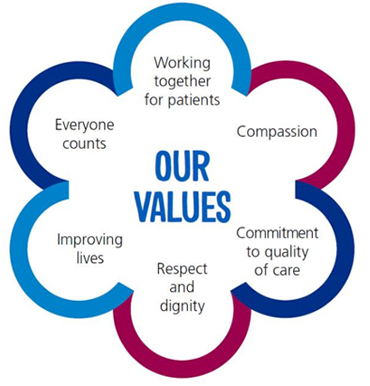 OUR
VALUES
Working
together
for patients
Compassion
Commitment
to quality
of care
Respect
and
dignity
Improving
lives
Everyone
counts